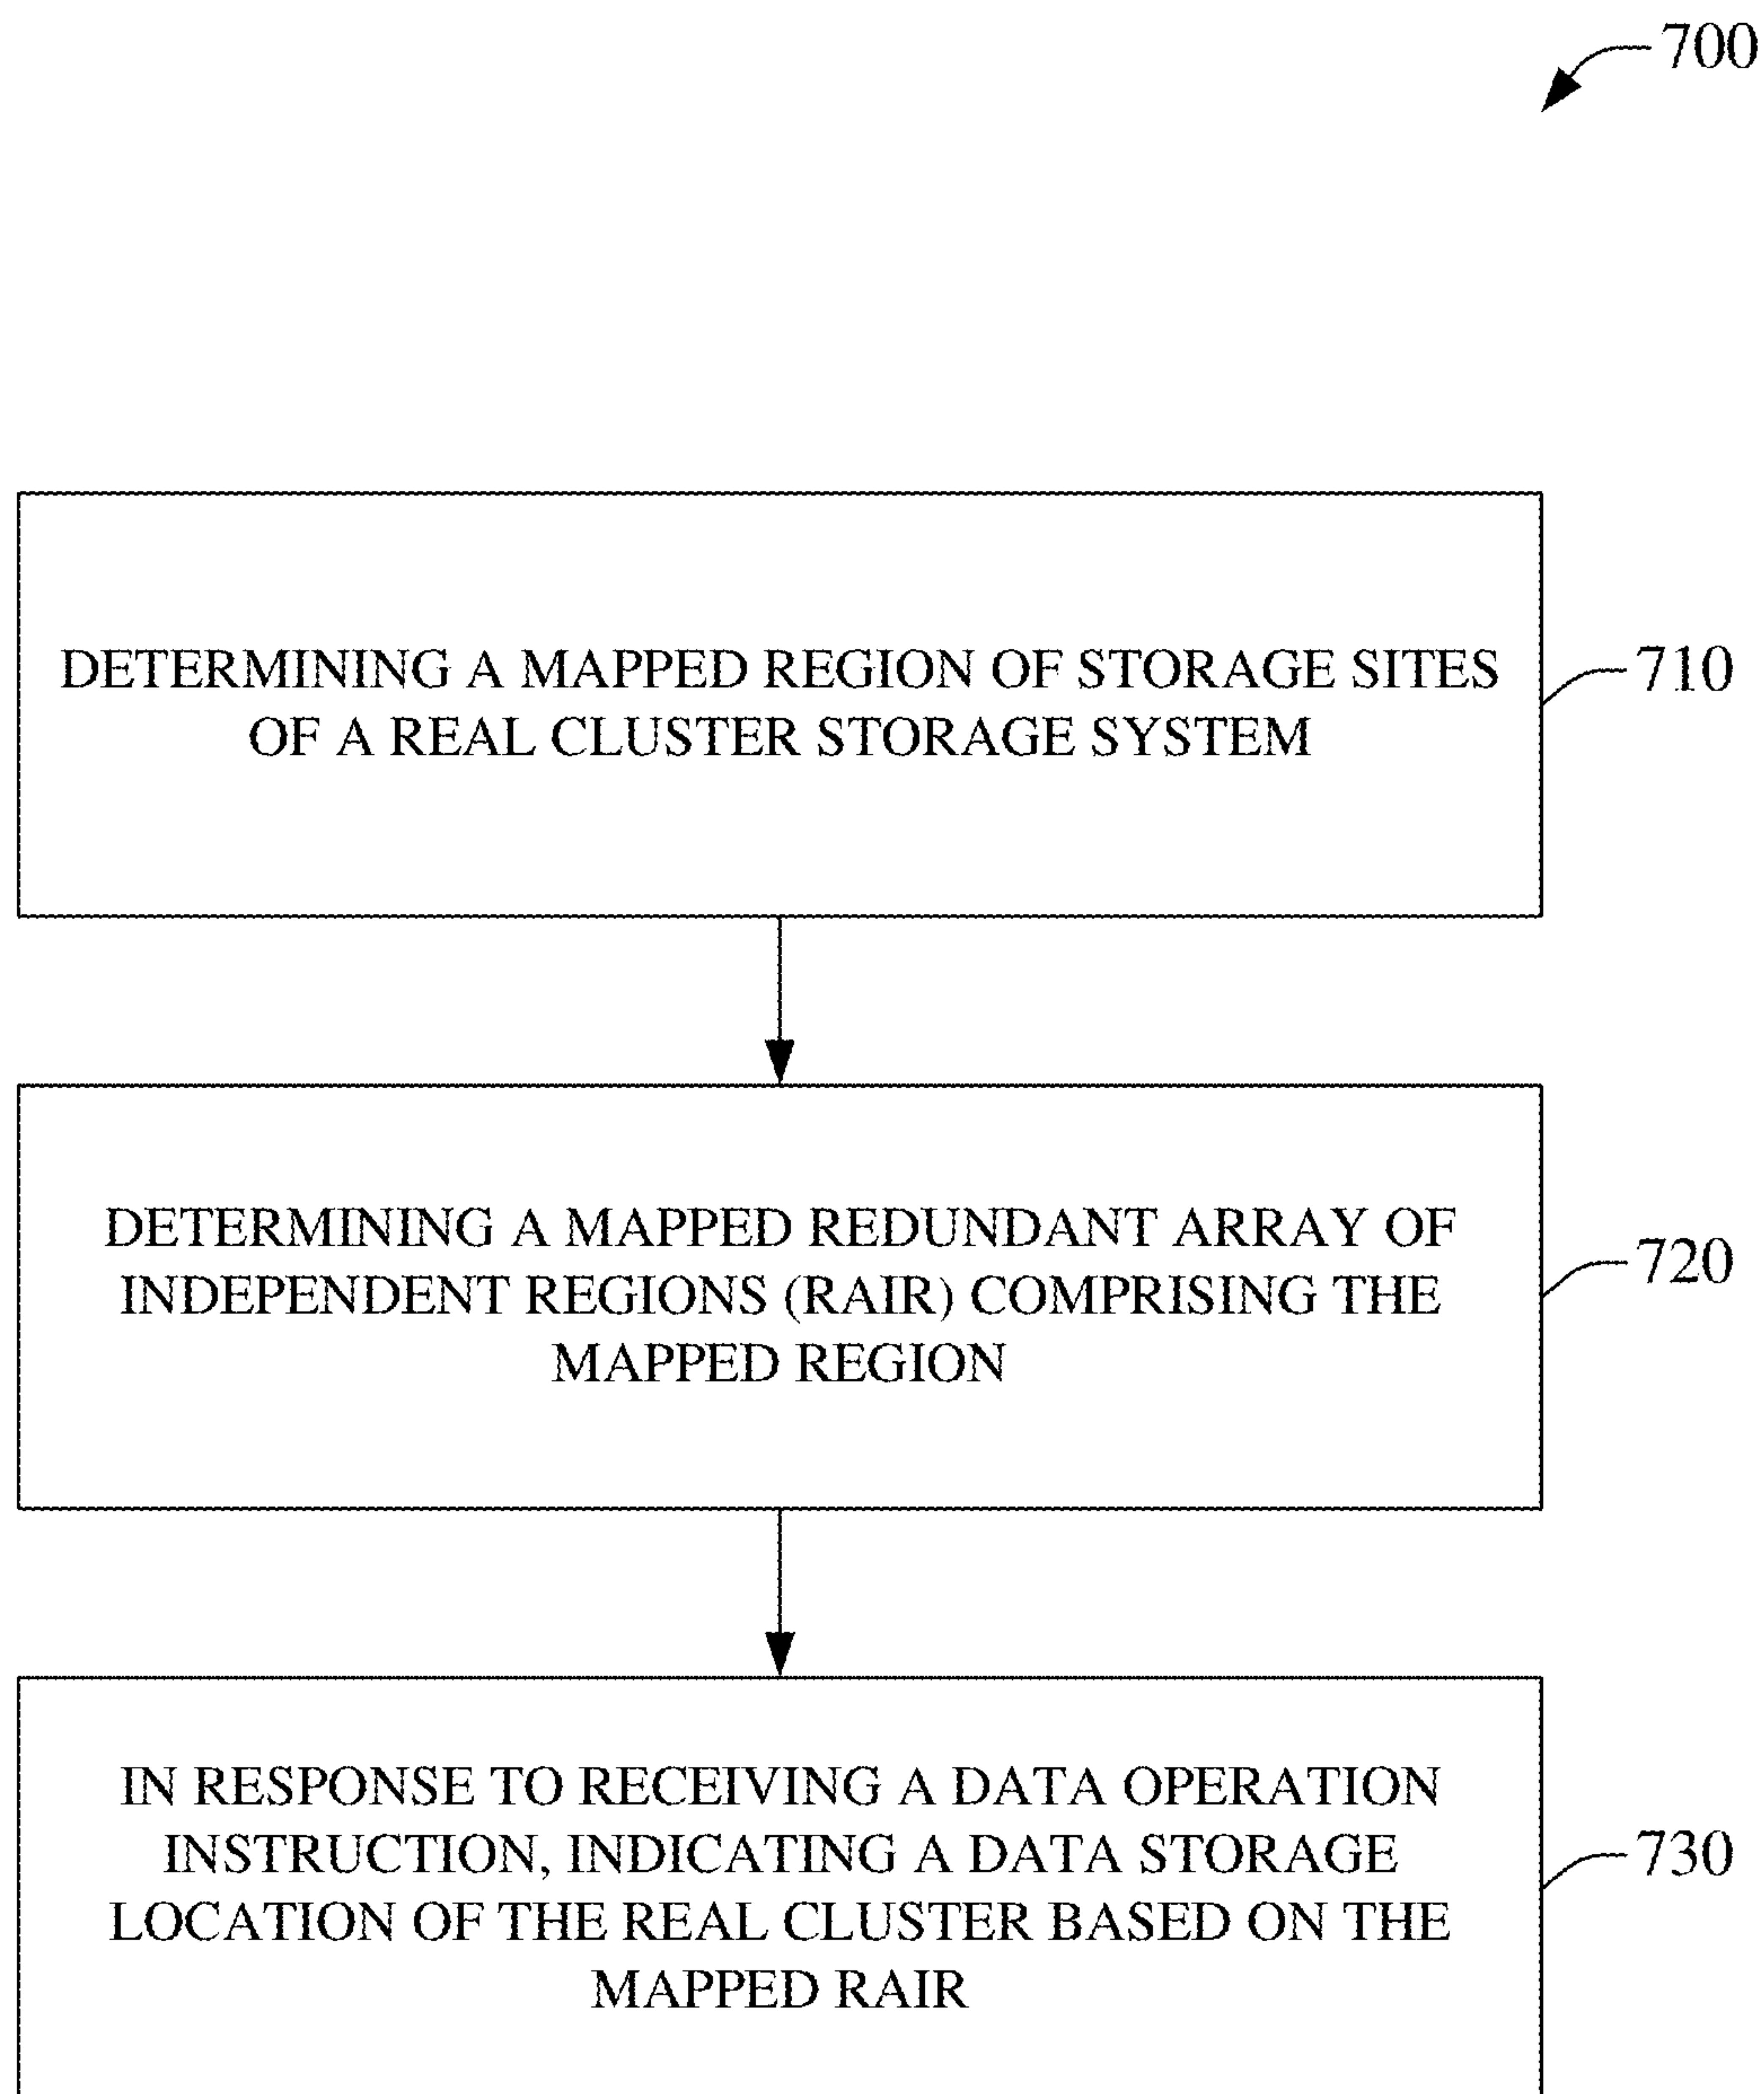 700
DETERMINING A MAPPED REGION OF STORAGE SITES
OF A REAL CLUSTER STORAGE SYSTEM
710
DETERMINING A MAPPED REDUNDANT ARRAY OF
INDEPENDENT REGIONS (RAIR) COMPRISING THE
MAPPED REGION
720
IN RESPONSE TO RECEIVING A DATA OPERATION
INSTRUCTION, INDICATING A DATA STORAGE
LOCATION OF THE REAL CLUSTER BASED ON THE
MAPPED RAIR
730